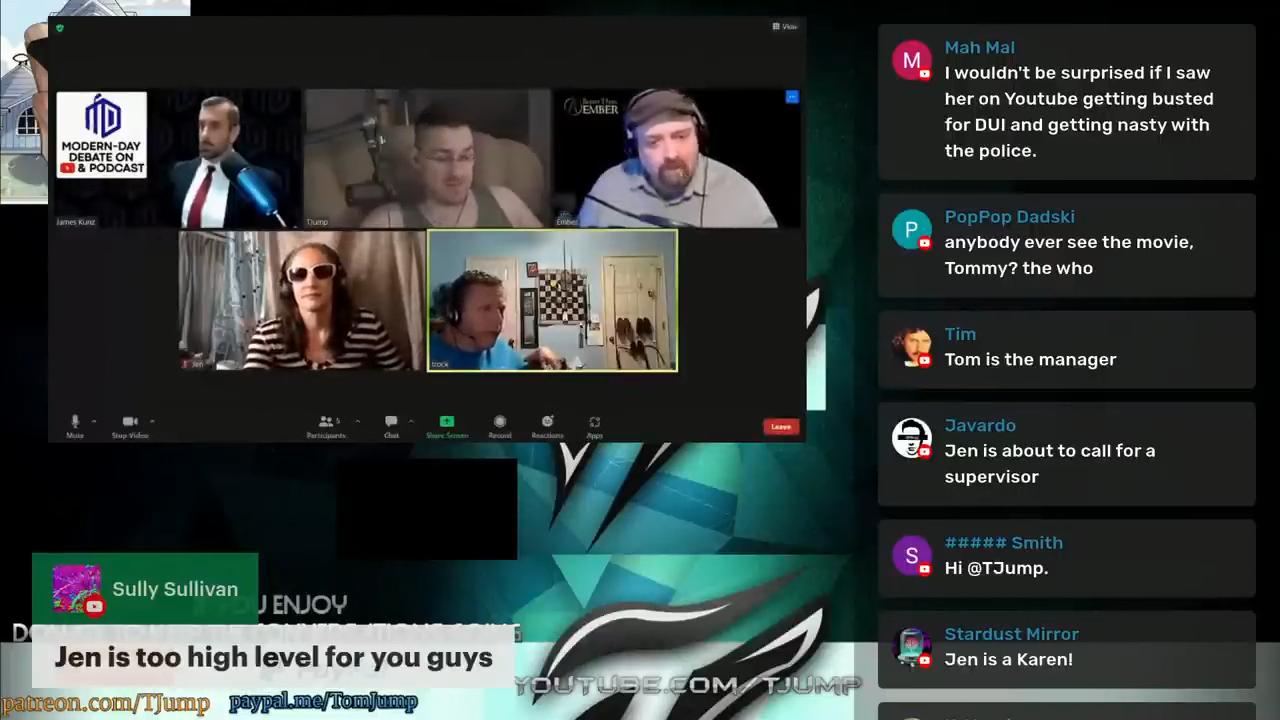 View
MODERN-DAY
DEBATE ON
& PODCAST
James Kunz
TJump
EMBER
Ember
Jen
Mute
Stop Video
Participants
5
Chat
Share Screen
Record
Reactions
Apps
Leave
Sully Sullivan
U ENJOY
Jen is too high level for you guys
patreon.com/TJump
paypal.me/TomJump
YOUTUBE.COM/TJUMP
M
Mah Mal
I wouldn't be surprised if I saw
her on Youtube getting busted
for DUI and getting nasty with
the police.
P
PopPop Dadski
anybody ever see the movie,
Tommy? the who
Tim
Tom is the manager
Javardo
Jen is about to call for a
supervisor
S
##### Smith
Hi @TJump.
Stardust Mirror
Jen is a Karen!